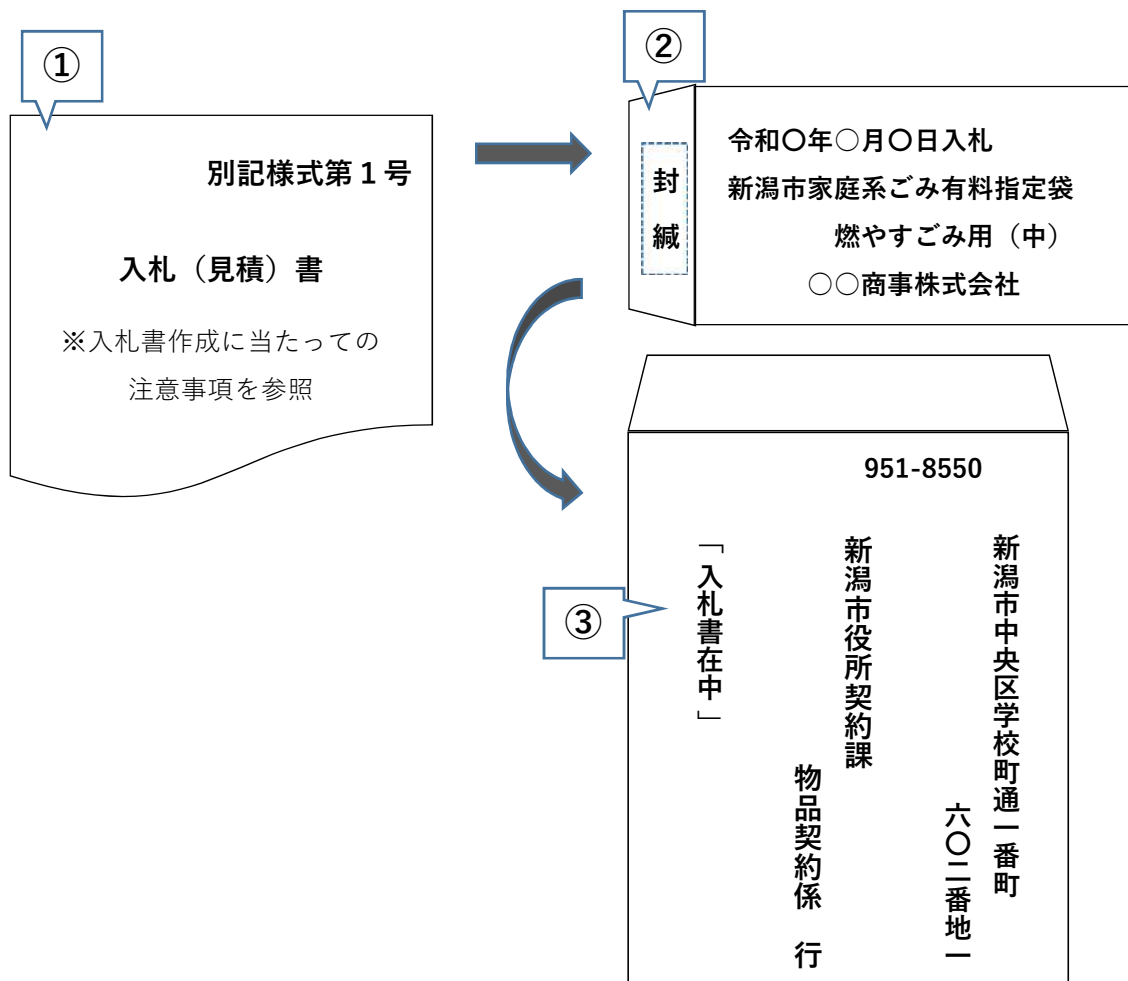 ①
別記様式第１号
入札（見積）書
※入札書作成に当たっての
注意事項を参照
②
封緘
令和〇年○月〇日入札
新潟市家庭系ごみ有料指定袋
燃やすごみ用（中）
○○商事株式会社
③
951-8550
新潟市中央区学校町通一番町
六〇二番地一
新潟市役所契約課
物品契約係　行
「入札書在中」